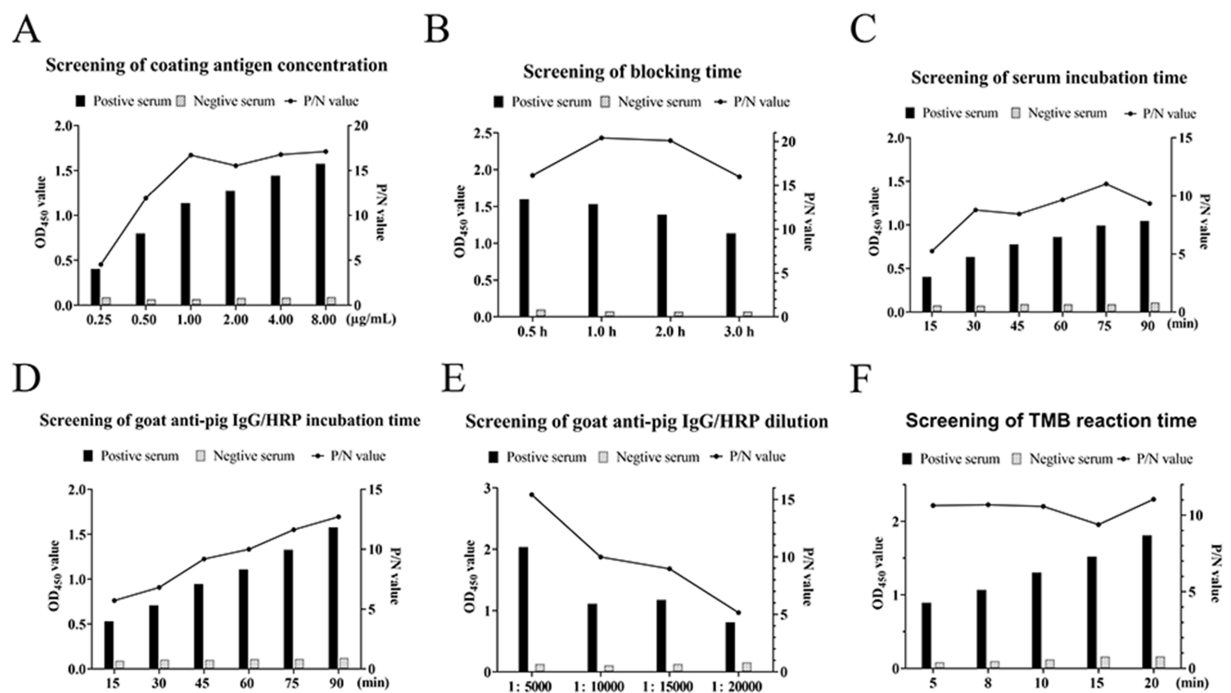 A
Screening of coating antigen concentration
Postive serum Negtive serum P/N value
2.0
1.5
1.0
0.5
0.0
OD450 value
20
15
10
5
0
P/N value
0.25 0.50 1.00 2.00 4.00 8.00 (μg/mL)
B
Screening of blocking time
Postive serum Negtive serum P/N value
2.5
2.0
1.5
1.0
0.5
0.0
OD450 value
20
15
10
5
0
P/N value
0.5 h 1.0 h 2.0 h 3.0 h
C
Screening of serum incubation time
Postive serum Negtive serum P/N value
2.0
1.5
1.0
0.5
0.0
OD450 value
15
10
5
0
P/N value
15 30 45 60 75 90 (min)
D
Screening of goat anti-pig IgG/HRP incubation time
Postive serum Negtive serum P/N value
2.0
1.5
1.0
0.5
0.0
OD450 value
15
10
5
0
P/N value
15 30 45 60 75 90 (min)
E
Screening of goat anti-pig IgG/HRP dilution
Postive serum Negtive serum P/N value
3
2
1
0
OD450 value
15
10
5
0
P/N value
1: 5000 1: 10000 1: 15000 1: 20000
F
Screening of TMB reaction time
Postive serum Negtive serum P/N value
2
1
0
OD450 value
10
5
0
P/N value
5 8 10 15 20 (min)